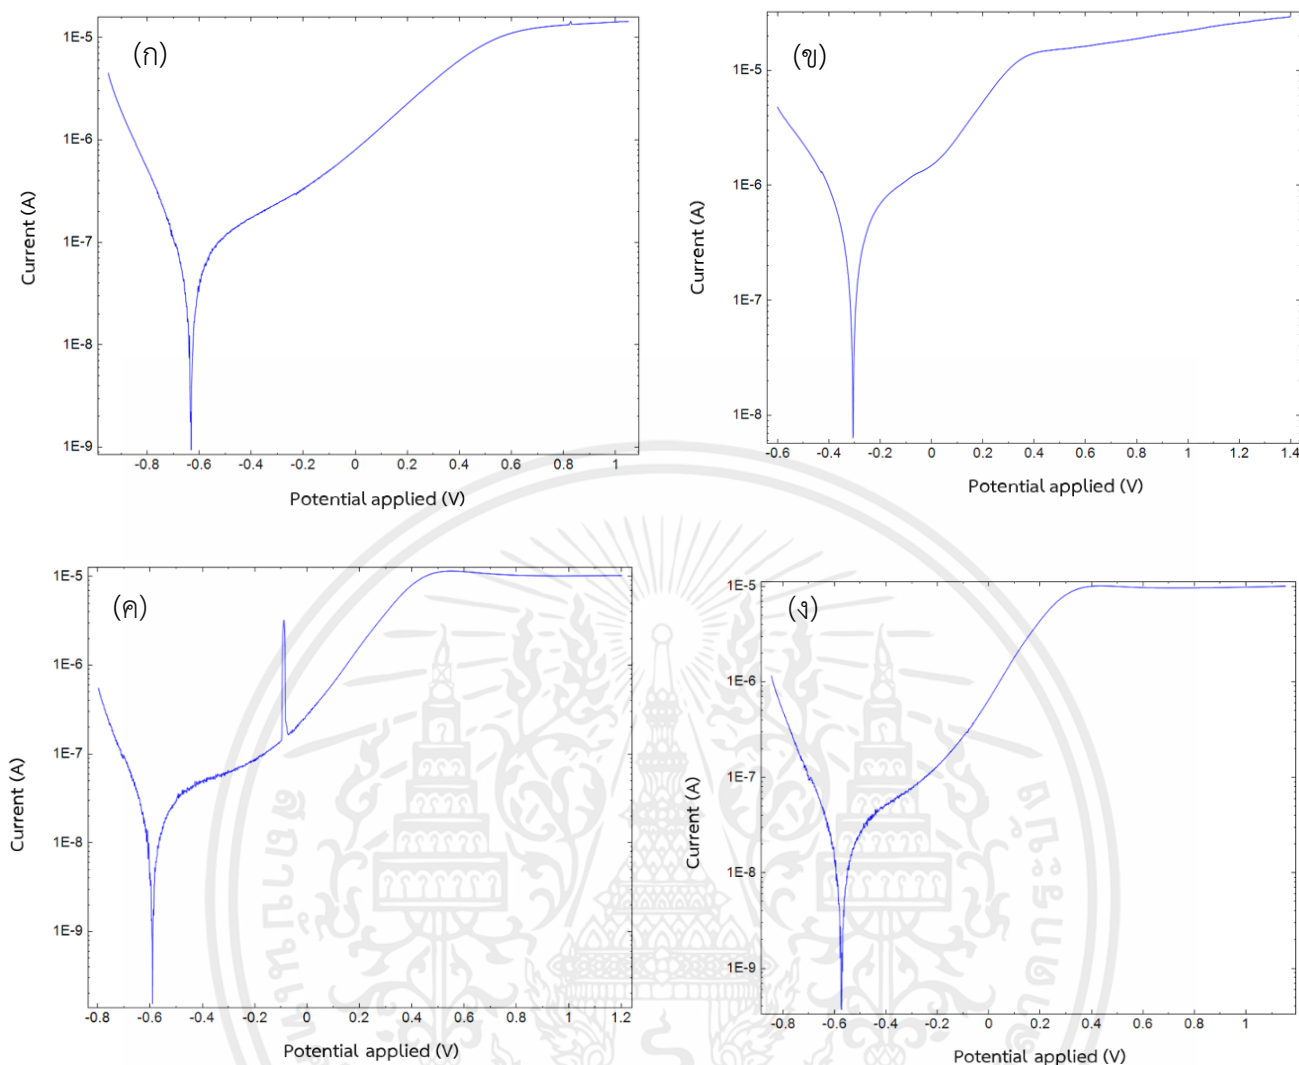 (ก)
1E-5
1E-6
1E-7
1E-8
1E-9
Current (A)
-0.8 -0.6 -0.4 -0.2 0 0.2 0.4 0.6 0.8 1
Potential applied (V)
(ข)
1E-5
1E-6
1E-7
1E-8
Current (A)
-0.6 -0.4 -0.2 0 0.2 0.4 0.6 0.8 1 1.2 1.4
Potential applied (V)
(ค)
1E-5
1E-6
1E-7
1E-8
1E-9
Current (A)
-0.8 -0.6 -0.4 -0.2 0 0.2 0.4 0.6 0.8 1 1.2
Potential applied (V)
(ง)
1E-5
1E-6
1E-7
1E-8
1E-9
Current (A)
-0.8 -0.6 -0.4 -0.2 0 0.2 0.4 0.6 0.8 1
Potential applied (V)